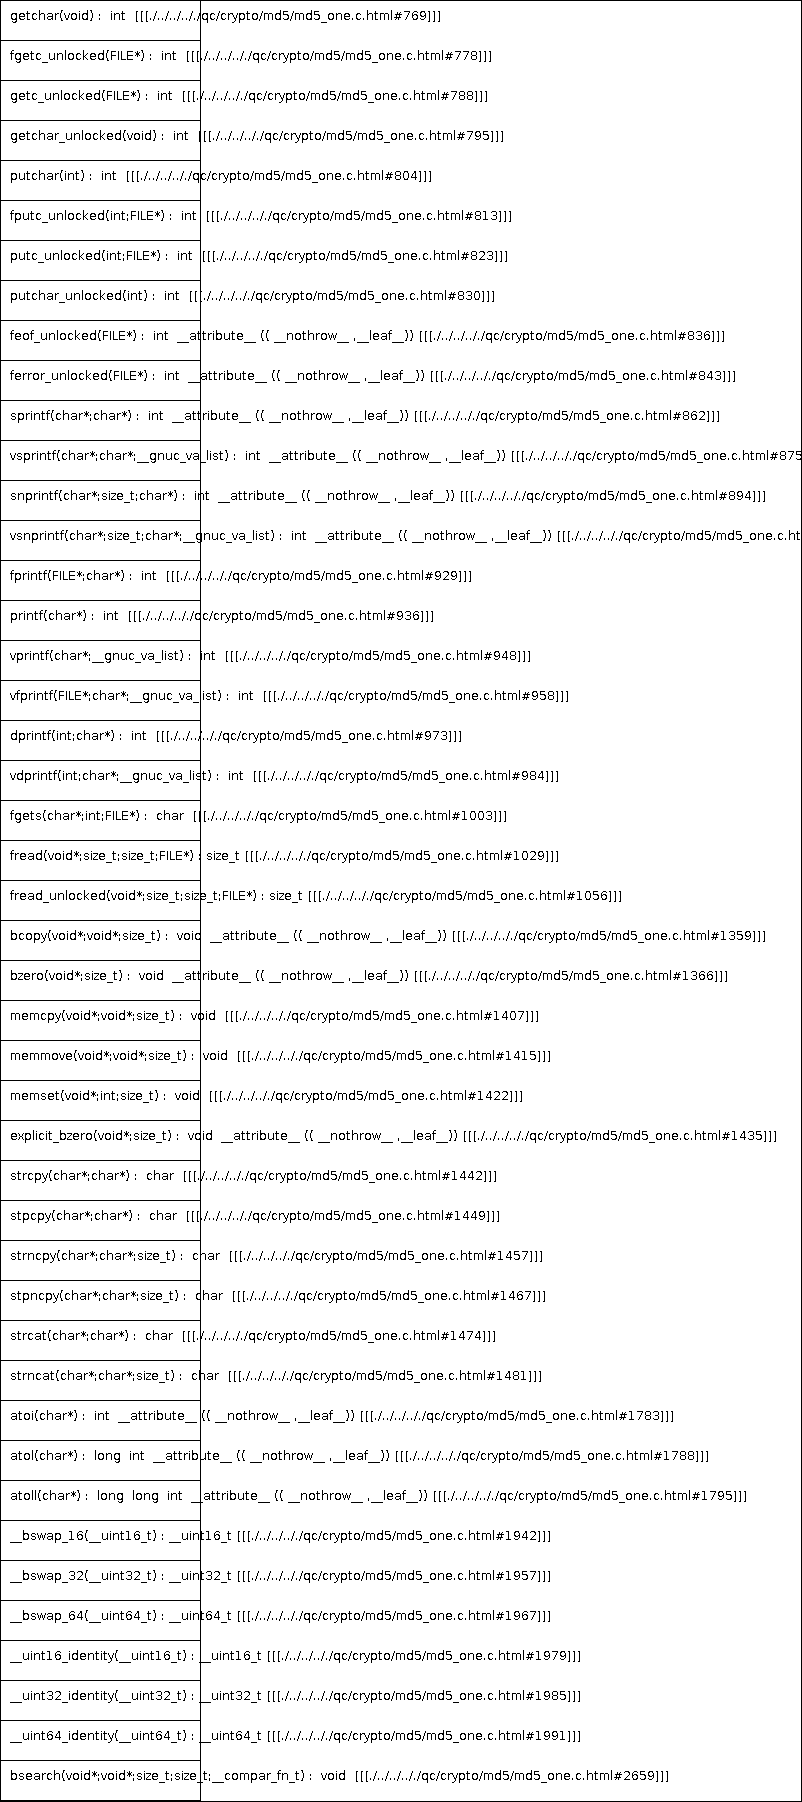 getchar(void) : int [[[./../../../../qc/crypto/md5/md5_one.c.html#769]]]
fgetc_unlocked(FILE*) : int [[[./../../../../qc/crypto/md5/md5_one.c.html#778]]]
getc_unlocked(FILE*) : int [[[./../../../../qc/crypto/md5/md5_one.c.html#788]]]
getchar_unlocked(void) : int [[[./../../../../qc/crypto/md5/md5_one.c.html#795]]]
putchar(int) : int [[[./../../../../qc/crypto/md5/md5_one.c.html#804]]]
fputc_unlocked(int;FILE*) : int [[[./../../../../qc/crypto/md5/md5_one.c.html#813]]]
putc_unlocked(int;FILE*) : int [[[./../../../../qc/crypto/md5/md5_one.c.html#823]]]
putchar_unlocked(int) : int [[[./../../../../qc/crypto/md5/md5_one.c.html#830]]]
feof_unlocked(FILE*) : int __attribute__ (( __nothrow__ ,__leaf__)) [[[./../../../../qc/crypto/md5/md5_one.c.html#836]]]
ferror_unlocked(FILE*) : int __attribute__ (( __nothrow__ ,__leaf__)) [[[./../../../../qc/crypto/md5/md5_one.c.html#843]]]
sprintf(char*;char*) : int __attribute__ (( __nothrow__ ,__leaf__)) [[[./../../../../qc/crypto/md5/md5_one.c.html#862]]]
vsprintf(char*;char*;__gnuc_va_list) : int __attribute__ (( __nothrow__ ,__leaf__)) [[[./../../../../qc/crypto/md5/md5_one.c.html#875
snprintf(char*;size_t;char*) : int __attribute__ (( __nothrow__ ,__leaf__)) [[[./../../../../qc/crypto/md5/md5_one.c.html#894]]]
vsnprintf(char*;size_t;char*;__gnuc_va_list) : int __attribute__ (( __nothrow__ ,__leaf__)) [[[./../../../../qc/crypto/md5/md5_one.c.ht
fprintf(FILE*;char*) : int [[[./../../../../qc/crypto/md5/md5_one.c.html#929]]]
printf(char*) : int [[[./../../../../qc/crypto/md5/md5_one.c.html#936]]]
vprintf(char*;__gnuc_va_list) : int [[[./../../../../qc/crypto/md5/md5_one.c.html#948]]]
vfprintf(FILE*;char*;__gnuc_va_list) : int [[[./../../../../qc/crypto/md5/md5_one.c.html#958]]]
dprintf(int;char*) : int [[[./../../../../qc/crypto/md5/md5_one.c.html#973]]]
vdprintf(int;char*;__gnuc_va_list) : int [[[./../../../../qc/crypto/md5/md5_one.c.html#984]]]
fgets(char*;int;FILE*) : char [[[./../../../../qc/crypto/md5/md5_one.c.html#1003]]]
fread(void*;size_t;size_t;FILE*) : size_t [[[./../../../../qc/crypto/md5/md5_one.c.html#1029]]]
fread_unlocked(void*;size_t;size_t;FILE*) : size_t [[[./../../../../qc/crypto/md5/md5_one.c.html#1056]]]
bcopy(void*;void*;size_t) : void __attribute__ (( __nothrow__ ,__leaf__)) [[[./../../../../qc/crypto/md5/md5_one.c.html#1359]]]
bzero(void*;size_t) : void __attribute__ (( __nothrow__ ,__leaf__)) [[[./../../../../qc/crypto/md5/md5_one.c.html#1366]]]
memcpy(void*;void*;size_t) : void [[[./../../../../qc/crypto/md5/md5_one.c.html#1407]]]
memmove(void*;void*;size_t) : void [[[./../../../../qc/crypto/md5/md5_one.c.html#1415]]]
memset(void*;int;size_t) : void [[[./../../../../qc/crypto/md5/md5_one.c.html#1422]]]
explicit_bzero(void*;size_t) : void __attribute__ (( __nothrow__ ,__leaf__)) [[[./../../../../qc/crypto/md5/md5_one.c.html#1435]]]
strcpy(char*;char*) : char [[[./../../../../qc/crypto/md5/md5_one.c.html#1442]]]
stpcpy(char*;char*) : char [[[./../../../../qc/crypto/md5/md5_one.c.html#1449]]]
strncpy(char*;char*;size_t) : char [[[./../../../../qc/crypto/md5/md5_one.c.html#1457]]]
stpncpy(char*;char*;size_t) : char [[[./../../../../qc/crypto/md5/md5_one.c.html#1467]]]
strcat(char*;char*) : char [[[./../../../../qc/crypto/md5/md5_one.c.html#1474]]]
strncat(char*;char*;size_t) : char [[[./../../../../qc/crypto/md5/md5_one.c.html#1481]]]
atoi(char*) : int __attribute__ (( __nothrow__ ,__leaf__)) [[[./../../../../qc/crypto/md5/md5_one.c.html#1783]]]
atol(char*) : long int __attribute__ (( __nothrow__ ,__leaf__)) [[[./../../../../qc/crypto/md5/md5_one.c.html#1788]]]
atoll(char*) : long long int __attribute__ (( __nothrow__ ,__leaf__)) [[[./../../../../qc/crypto/md5/md5_one.c.html#1795]]]
__bswap_16(__uint16_t) : __uint16_t [[[./../../../../qc/crypto/md5/md5_one.c.html#1942]]]
__bswap_32(__uint32_t) : __uint32_t [[[./../../../../qc/crypto/md5/md5_one.c.html#1957]]]
__bswap_64(__uint64_t) : __uint64_t [[[./../../../../qc/crypto/md5/md5_one.c.html#1967]]]
__uint16_identity(__uint16_t) : __uint16_t [[[./../../../../qc/crypto/md5/md5_one.c.html#1979]]]
__uint32_identity(__uint32_t) : __uint32_t [[[./../../../../qc/crypto/md5/md5_one.c.html#1985]]]
__uint64_identity(__uint64_t) : __uint64_t [[[./../../../../qc/crypto/md5/md5_one.c.html#1991]]]
bsearch(void*;void*;size_t;size_t;__compar_fn_t) : void [[[./../../../../qc/crypto/md5/md5_one.c.html#2659]]]